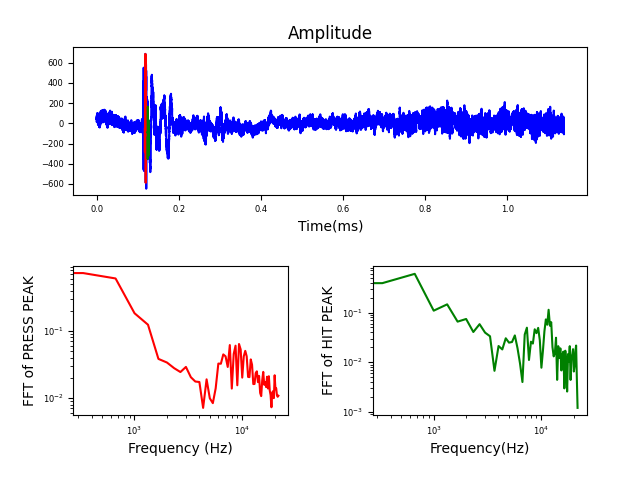 Amplitude
600
400
200
0
−200
−400
−600
0.0 0.2 0.4 0.6 0.8 1.0
Time(ms)
FFT of PRESS PEAK
10⁻¹
10⁻²
10³ 10⁴
Frequency (Hz)
FFT of HIT PEAK
10⁻¹
10⁻²
10⁻³
10³ 10⁴
Frequency(Hz)